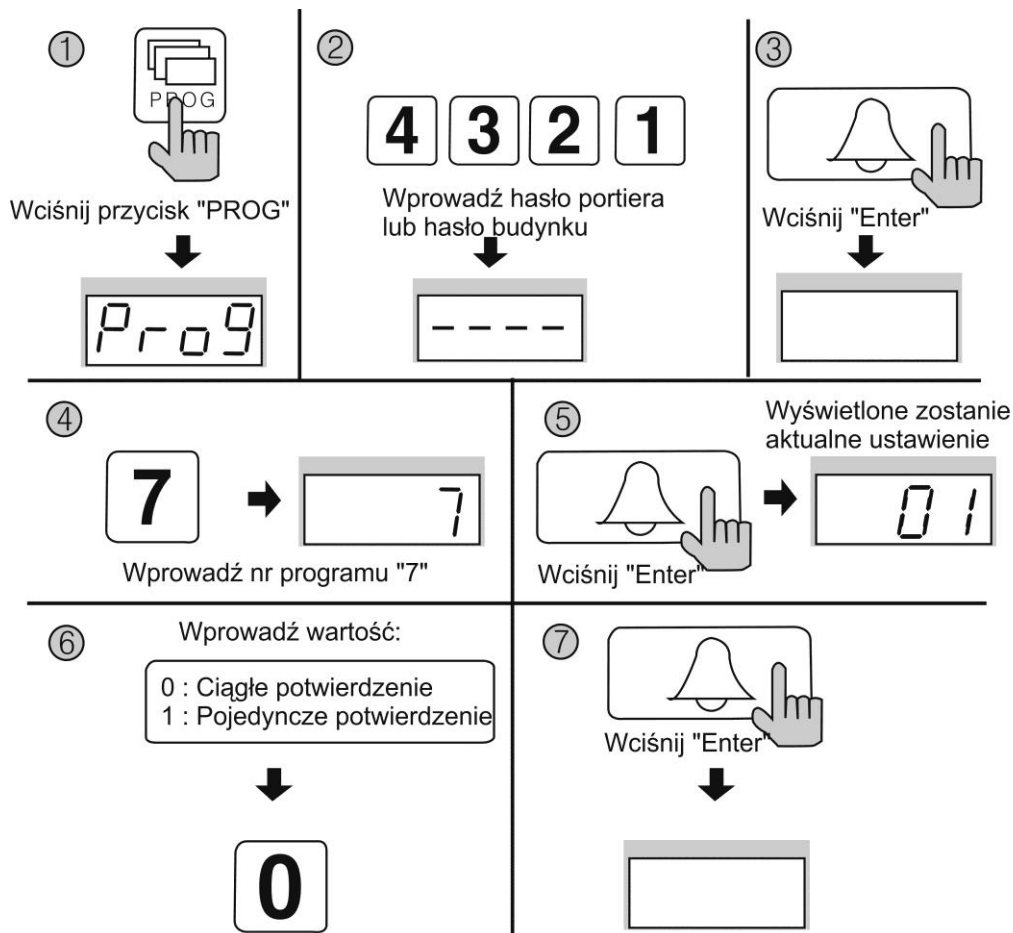 1
PROG
Wciśnij przycisk "PROG"
Prog
2
4 3 2 1
Wprowadź hasło portiera
lub hasło budynku
----
3
Wciśnij "Enter"
4
7
7
Wprowadź nr programu "7"
5
Wciśnij "Enter"
Wyświetlone zostanie
aktualne ustawienie
01
6
Wprowadź wartość:
0 : Ciągłe potwierdzenie
1 : Pojedyncze potwierdzenie
0
7
Wciśnij "Enter"